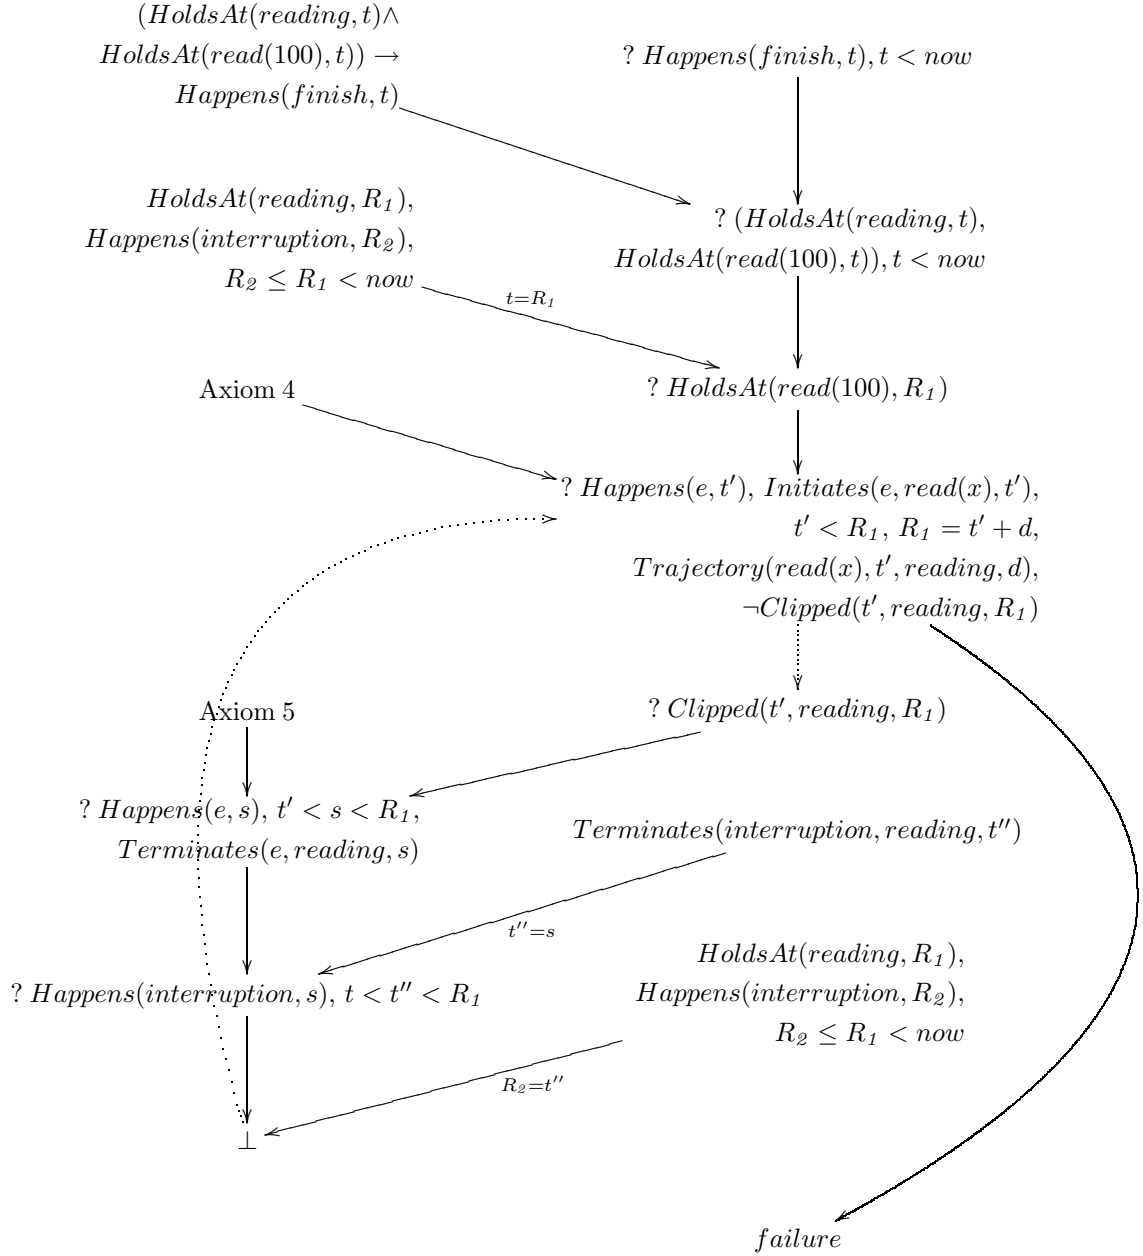 (HoldsAt(reading, t)∧
HoldsAt(read(100), t)) →
Happens(finish, t)
? Happens(finish, t), t < now
HoldsAt(reading, R₁),
Happens(interruption, R₂),
R₂ ≤ R₁ < now
? (HoldsAt(reading, t),
HoldsAt(read(100), t)), t < now
t=R₁
Axiom 4
? HoldsAt(read(100), R₁)
? Happens(e, t′), Initiates(e, read(x), t′),
t′ < R₁, R₁ = t′ + d,
Trajectory(read(x), t′, reading, d),
¬Clipped(t′, reading, R₁)
Axiom 5
? Clipped(t′, reading, R₁)
? Happens(e, s), t′ < s < R₁,
Terminates(e, reading, s)
Terminates(interruption, reading, t″)
t″=s
? Happens(interruption, s), t < t″ < R₁
HoldsAt(reading, R₁),
Happens(interruption, R₂),
R₂ ≤ R₁ < now
R₂=t″
⊥
failure